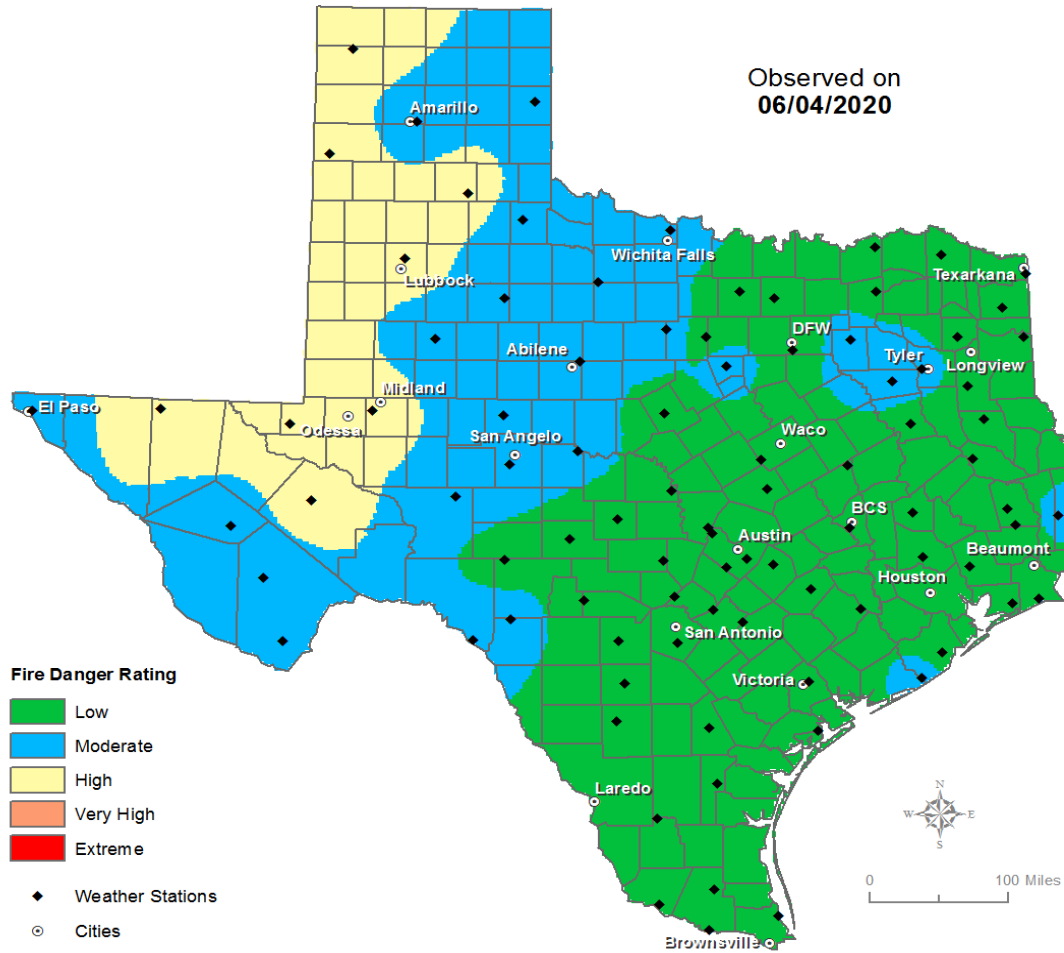 Observed on
06/04/2020
Amarillo
Wichita Falls
Lubbock
Texarkana
DFW
Abilene
Tyler
Longview
Midland
El Paso
Odessa
San Angelo
Waco
BCS
Austin
Beaumont
Houston
San Antonio
Victoria
Laredo
Brownsville
Fire Danger Rating
Low
Moderate
High
Very High
Extreme
Weather Stations
Cities
N
W E
S
0 100 Miles